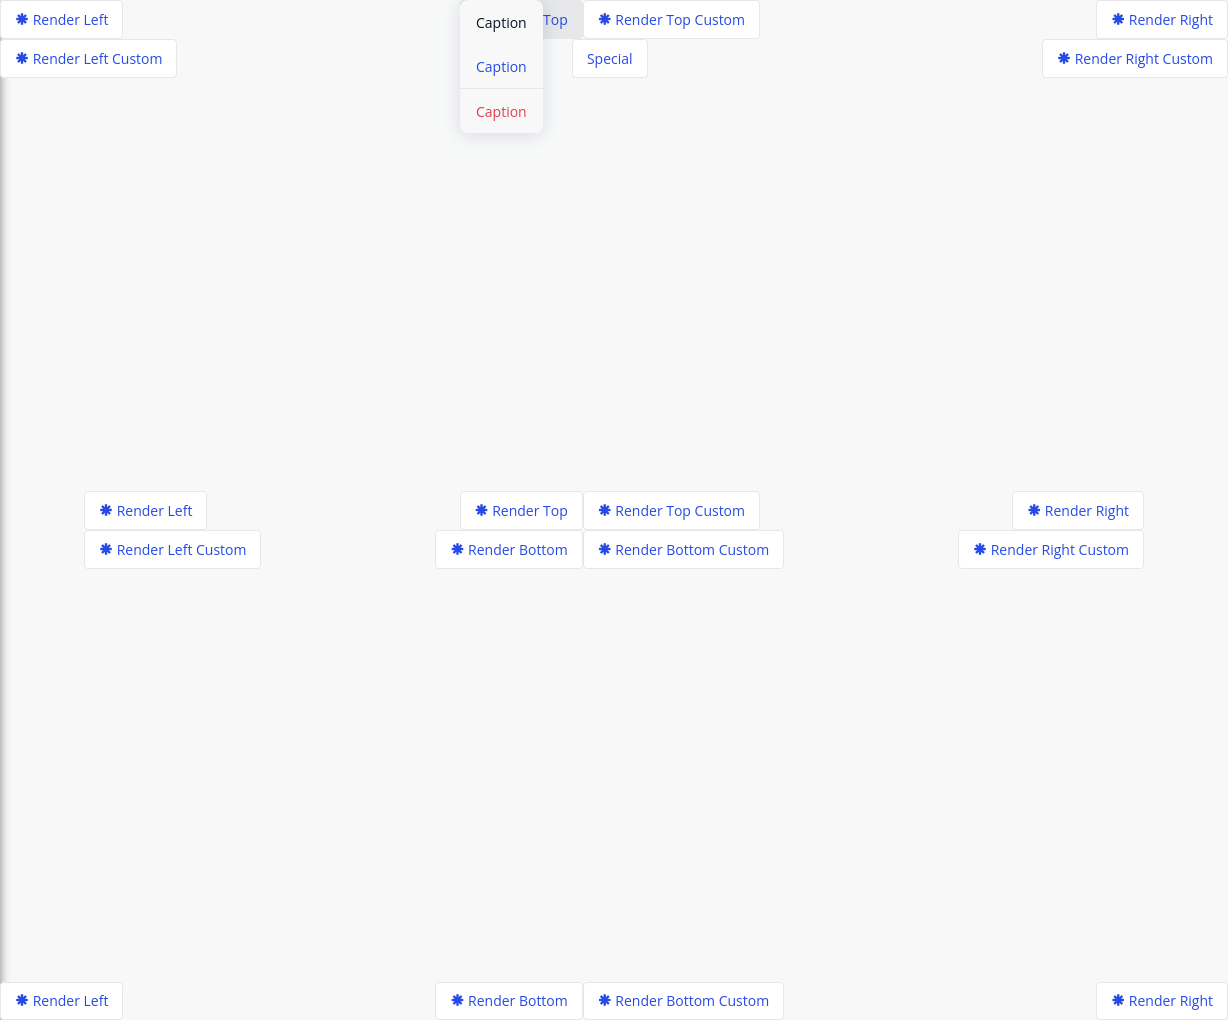 Render Left
Caption
Top
Render Top Custom
Render Right
Render Left Custom
Caption
Special
Render Right Custom
Caption
Render Left
Render Top
Render Top Custom
Render Right
Render Left Custom
Render Bottom
Render Bottom Custom
Render Right Custom
Render Left
Render Bottom
Render Bottom Custom
Render Right